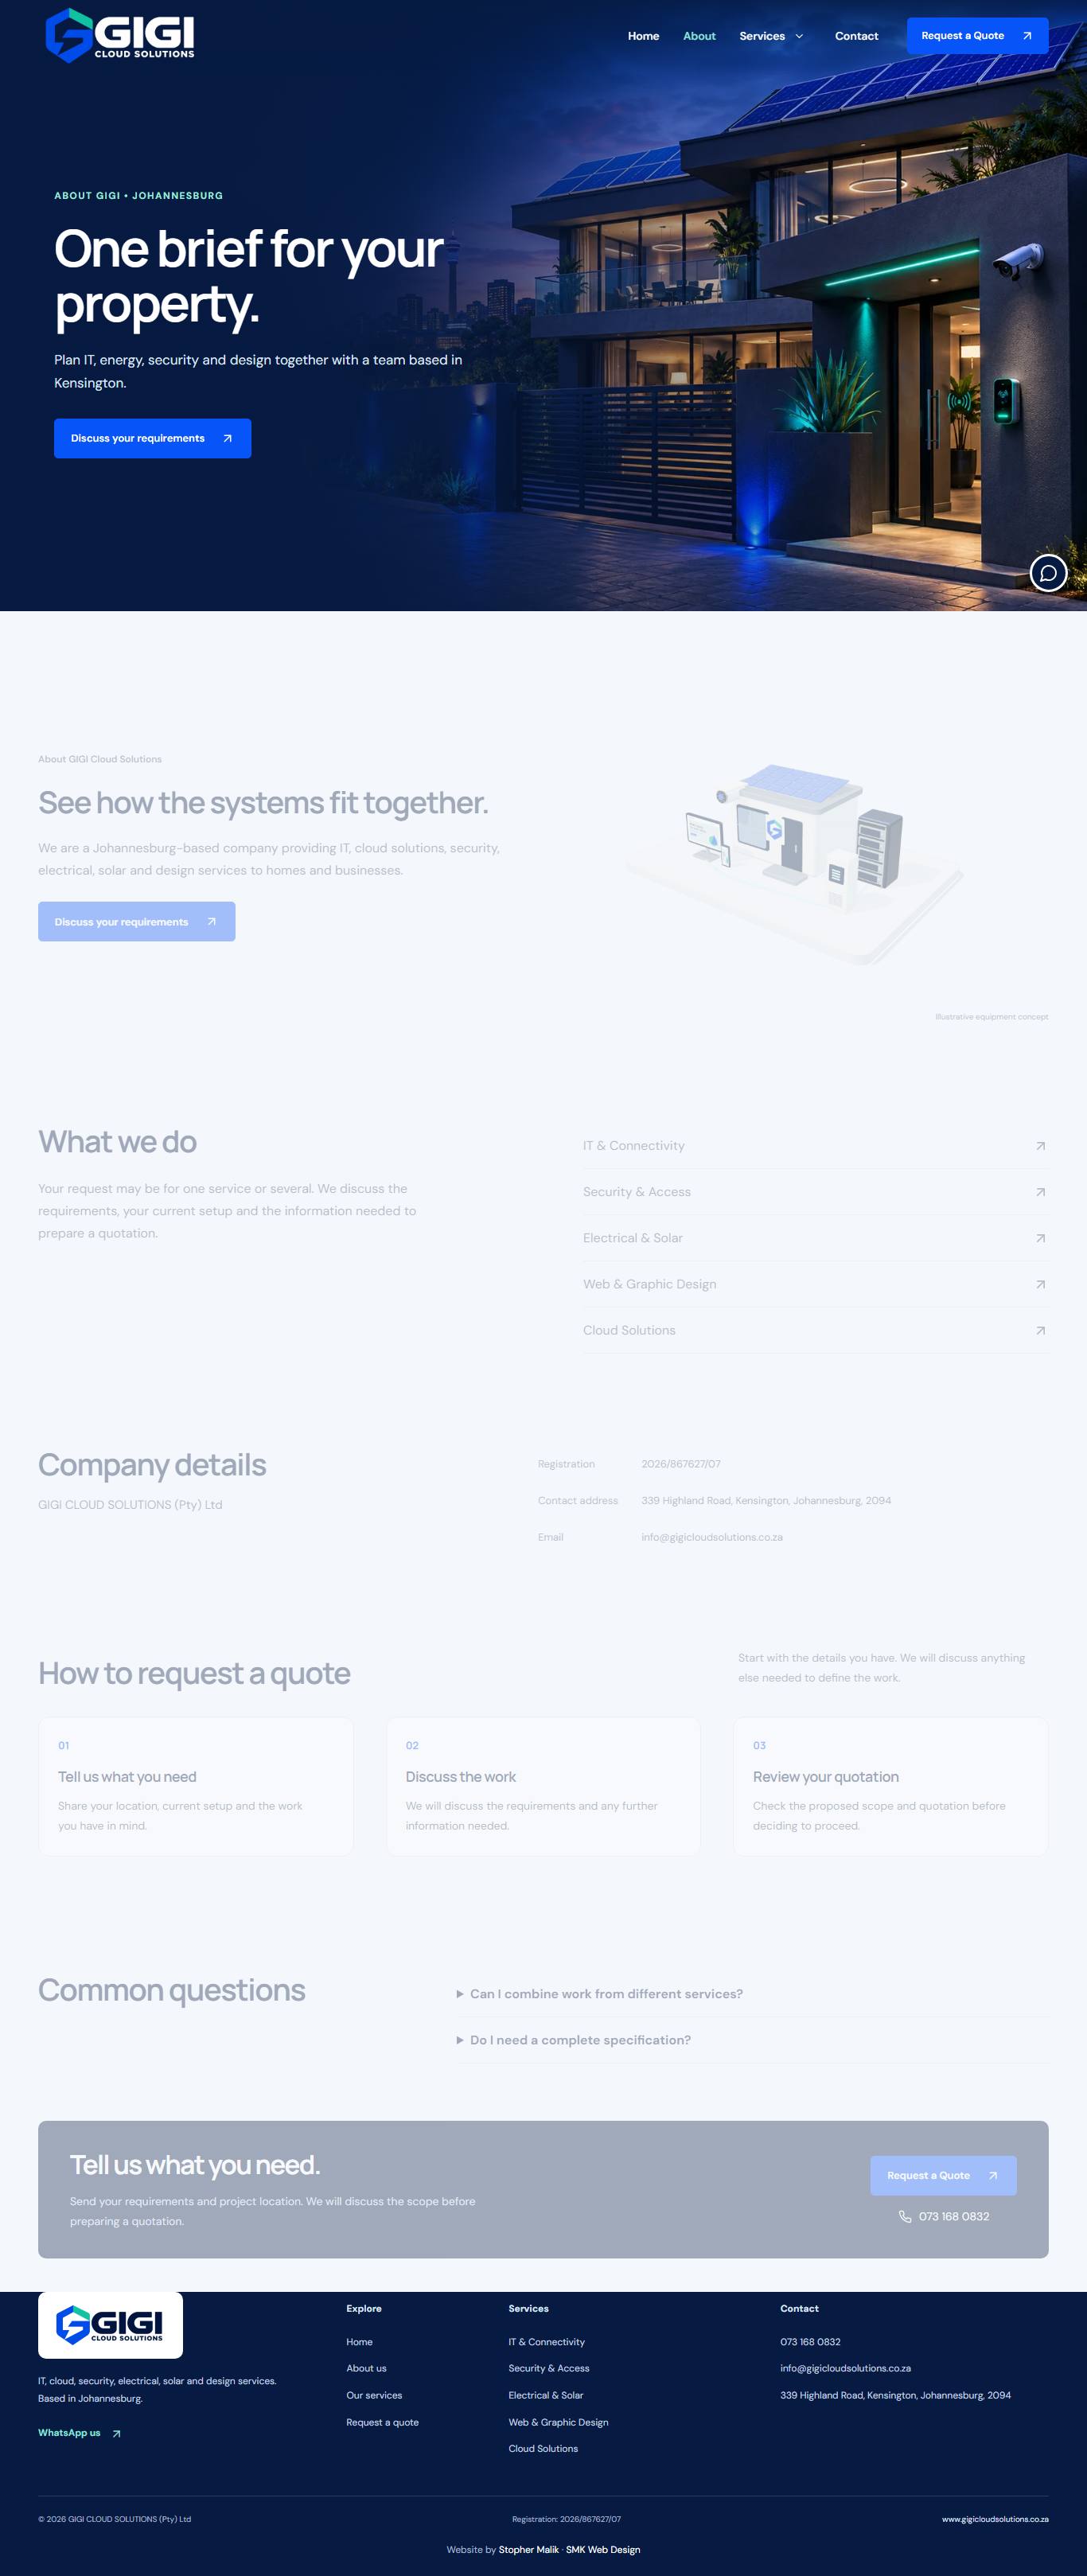 GIGI
CLOUD SOLUTIONS
Home About Services Contact Request a Quote
ABOUT GIGI • JOHANNESBURG
One brief for your
property.
Plan IT, energy, security and design together with a team based in
Kensington.
Discuss your requirements
About GIGI Cloud Solutions
See how the systems fit together.
We are a Johannesburg-based company providing IT, cloud solutions, security,
electrical, solar and design services to homes and businesses.
Discuss your requirements
Illustrative equipment concept
What we do
Your request may be for one service or several. We discuss the
requirements, your current setup and the information needed to
prepare a quotation.
IT & Connectivity
Security & Access
Electrical & Solar
Web & Graphic Design
Cloud Solutions
Company details
GIGI CLOUD SOLUTIONS (Pty) Ltd
Registration 2026/867627/07
Contact address 339 Highland Road, Kensington, Johannesburg, 2094
Email info@gigicloudsolutions.co.za
How to request a quote
Start with the details you have. We will discuss anything
else needed to define the work.
01
Tell us what you need
Share your location, current setup and the work
you have in mind.
02
Discuss the work
We will discuss the requirements and any further
information needed.
03
Review your quotation
Check the proposed scope and quotation before
deciding to proceed.
Common questions
Can I combine work from different services?
Do I need a complete specification?
Tell us what you need.
Send your requirements and project location. We will discuss the scope before
preparing a quotation.
Request a Quote
073 168 0832
GIGI
CLOUD SOLUTIONS
IT, cloud, security, electrical, solar and design services.
Based in Johannesburg.
WhatsApp us
Explore
Home
About us
Our services
Request a quote
Services
IT & Connectivity
Security & Access
Electrical & Solar
Web & Graphic Design
Cloud Solutions
Contact
073 168 0832
info@gigicloudsolutions.co.za
339 Highland Road, Kensington, Johannesburg, 2094
© 2026 GIGI CLOUD SOLUTIONS (Pty) Ltd
Registration: 2026/867627/07
www.gigicloudsolutions.co.za
Website by Stopher Malik · SMK Web Design